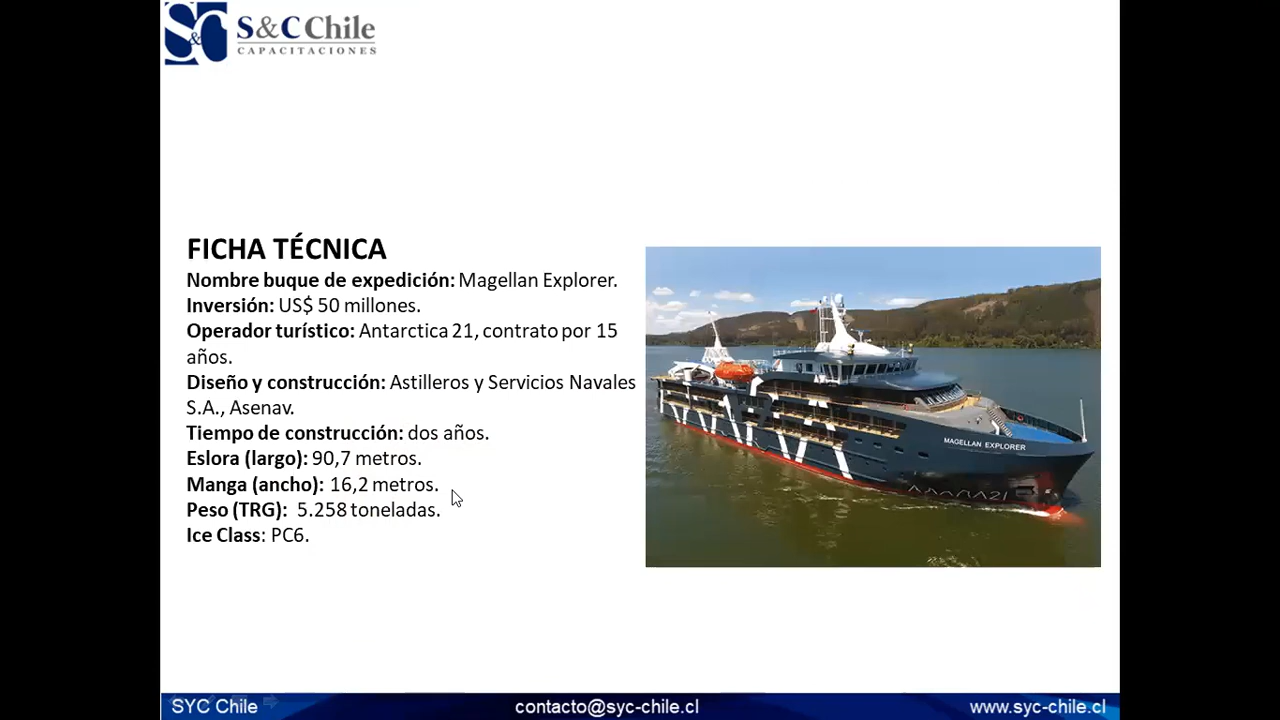 S&C
S&C Chile
CAPACITACIONES
FICHA TÉCNICA
Nombre buque de expedición: Magellan Explorer.
Inversión: US$ 50 millones.
Operador turístico: Antarctica 21, contrato por 15
años.
Diseño y construcción: Astilleros y Servicios Navales
S.A., Asenav.
Tiempo de construcción: dos años.
Eslora (largo): 90,7 metros.
Manga (ancho): 16,2 metros.
Peso (TRG): 5.258 toneladas.
Ice Class: PC6.
MAGELLAN EXPLORER
SYC Chile
contacto@syc-chile.cl
www.syc-chile.cl